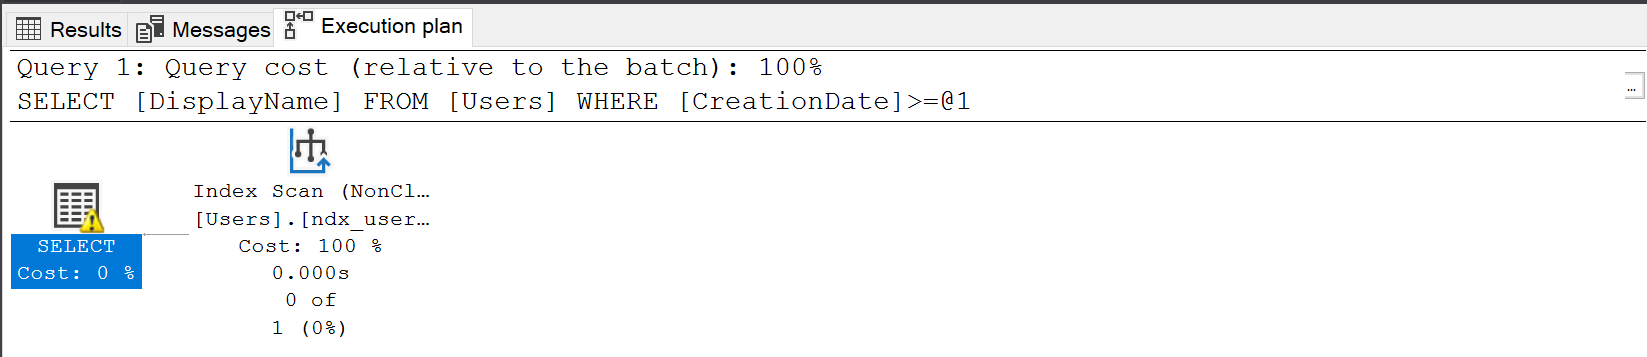 Results Messages Execution plan
Query 1: Query cost (relative to the batch): 100%
SELECT [DisplayName] FROM [Users] WHERE [CreationDate]>=@1
...
Index Scan (NonCl...
[Users].[ndx_user...
Cost: 100 %
0.000s
0 of
1 (0%)
SELECT
Cost: 0 %